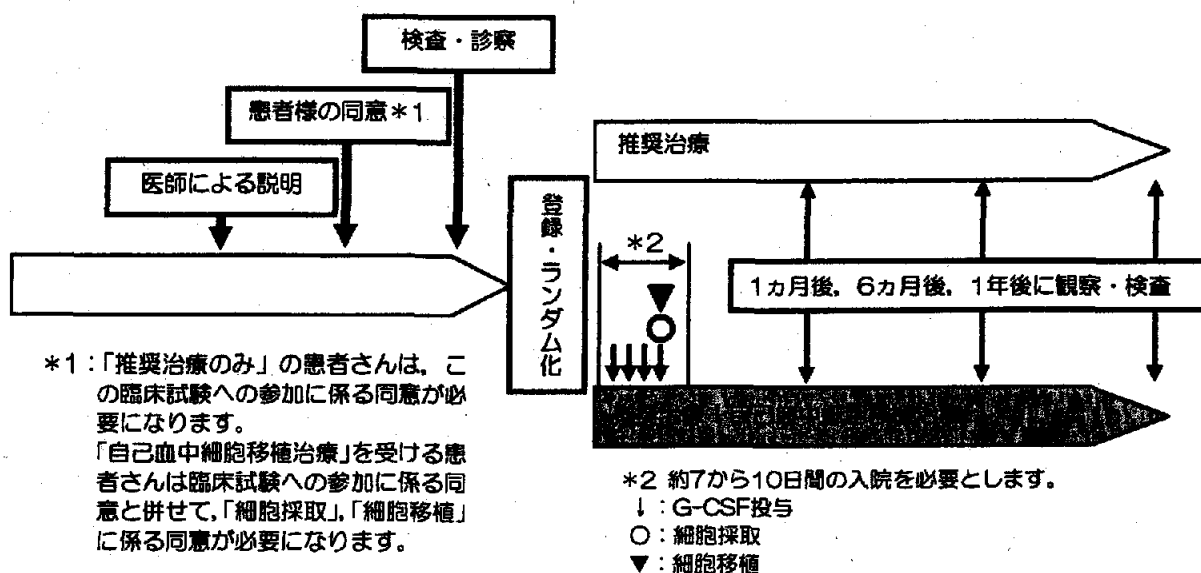 検査・診察
患者様の同意＊1
医師による説明
登録・ランダム化
推奨治療
＊2
1ヵ月後，6ヵ月後，1年後に観察・検査
＊1：「推奨治療のみ」の患者さんは，こ
の臨床試験への参加に係る同意が必
要になります。
「自己血中細胞移植治療」を受ける患
者さんは臨床試験への参加に係る同
意と併せて，「細胞採取」，「細胞移植」
に係る同意が必要になります。
＊2 約7から10日間の入院を必要とします。
↓：G-CSF投与
○：細胞採取
▼：細胞移植